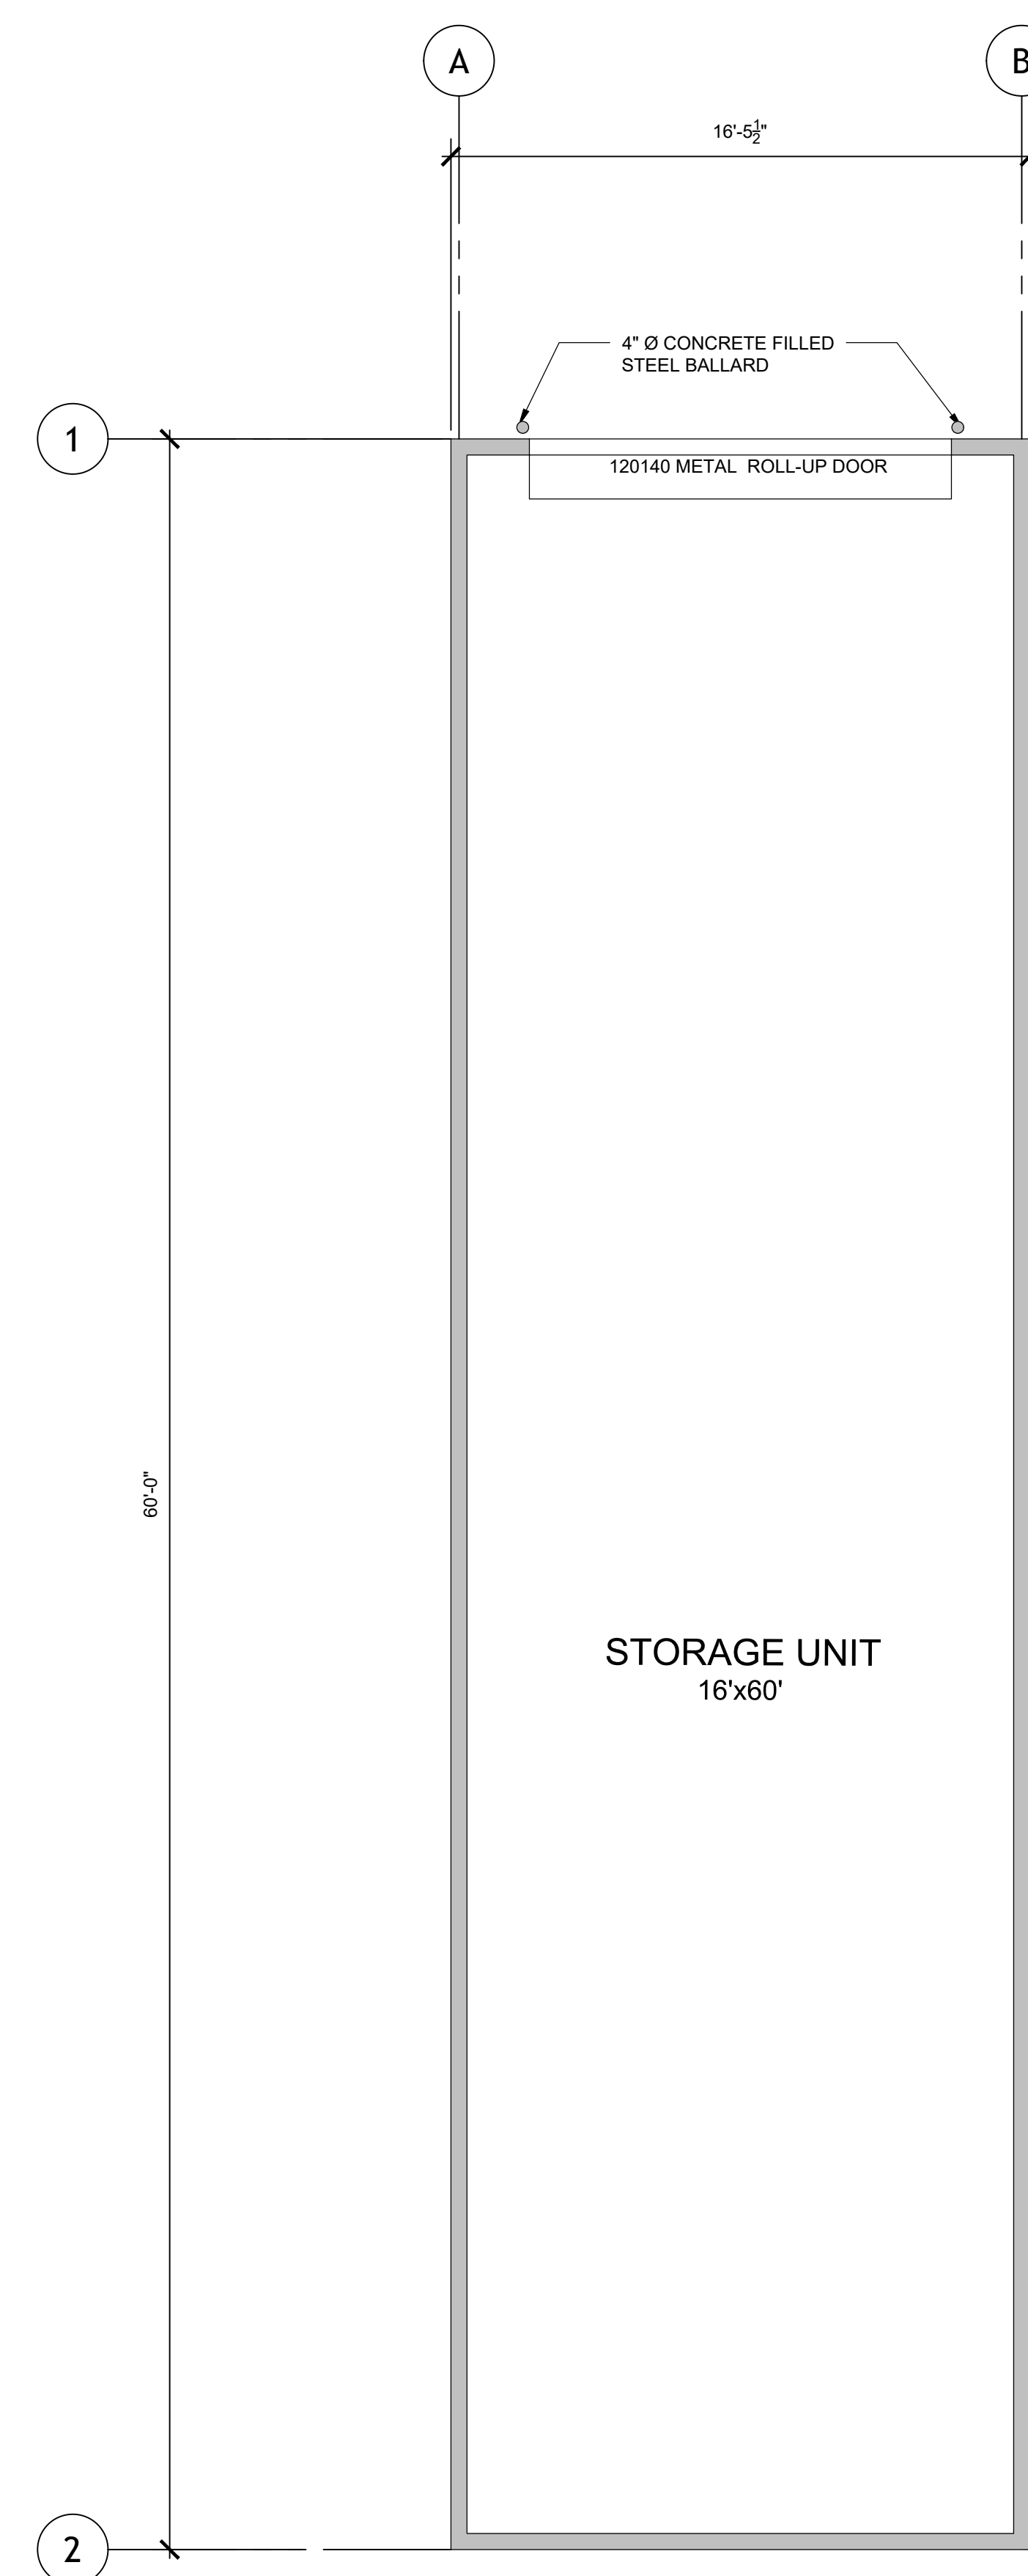 A
B
16'-5½"
4" Ø CONCRETE FILLED
STEEL BALLARD
1
120140 METAL ROLL-UP DOOR
60'-0"
STORAGE UNIT
16'x60'
2